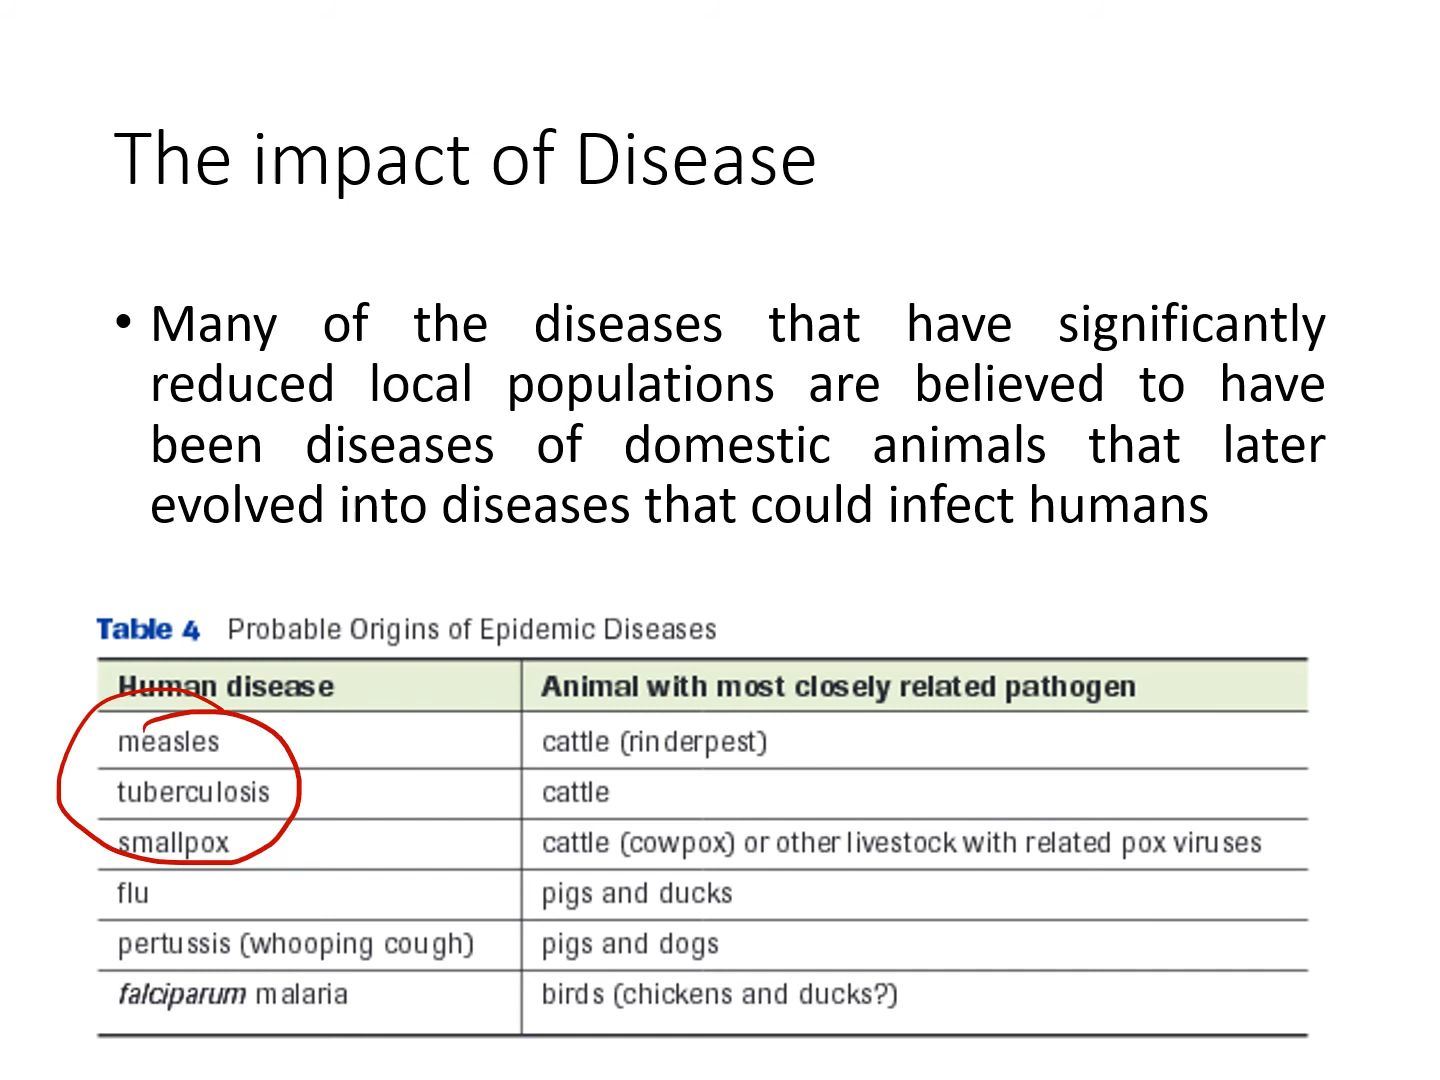 The impact of Disease
• Many of the diseases that have significantly
reduced local populations are believed to have
been diseases of domestic animals that later
evolved into diseases that could infect humans
Table 4 Probable Origins of Epidemic Diseases
Human disease Animal with most closely related pathogen
measles cattle (rinderpest)
tuberculosis cattle
smallpox cattle (cowpox) or other livestock with related pox viruses
flu pigs and ducks
pertussis (whooping cough) pigs and dogs
falciparum malaria birds (chickens and ducks?)